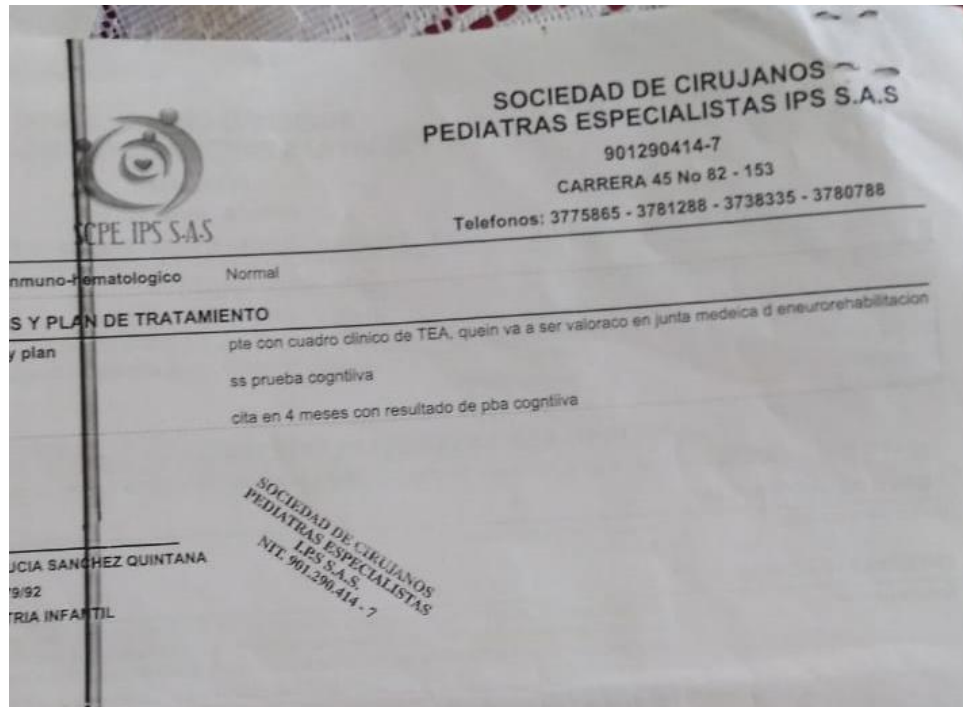 SOCIEDAD DE CIRUJANOS
PEDIATRAS ESPECIALISTAS IPS S.A.S
901290414-7
CARRERA 45 No 82 - 153
Telefonos: 3775865 - 3781288 - 3738335 - 3780788
SCPE IPS S.A.S
nmuno-hematologico Normal
S Y PLAN DE TRATAMIENTO
y plan pte con cuadro clinico de TEA, quein va a ser valoraco en junta medeica d eneurorehabilitacion
ss prueba cogntiiva
cita en 4 meses con resultado de pba cogntiiva
SOCIEDAD DE CIRUJANOS
PEDIATRAS ESPECIALISTAS
I.P.S S.A.S.
NIT. 901.290.414 - 7
UCIA SANCHEZ QUINTANA
9/92
TRIA INFANTIL